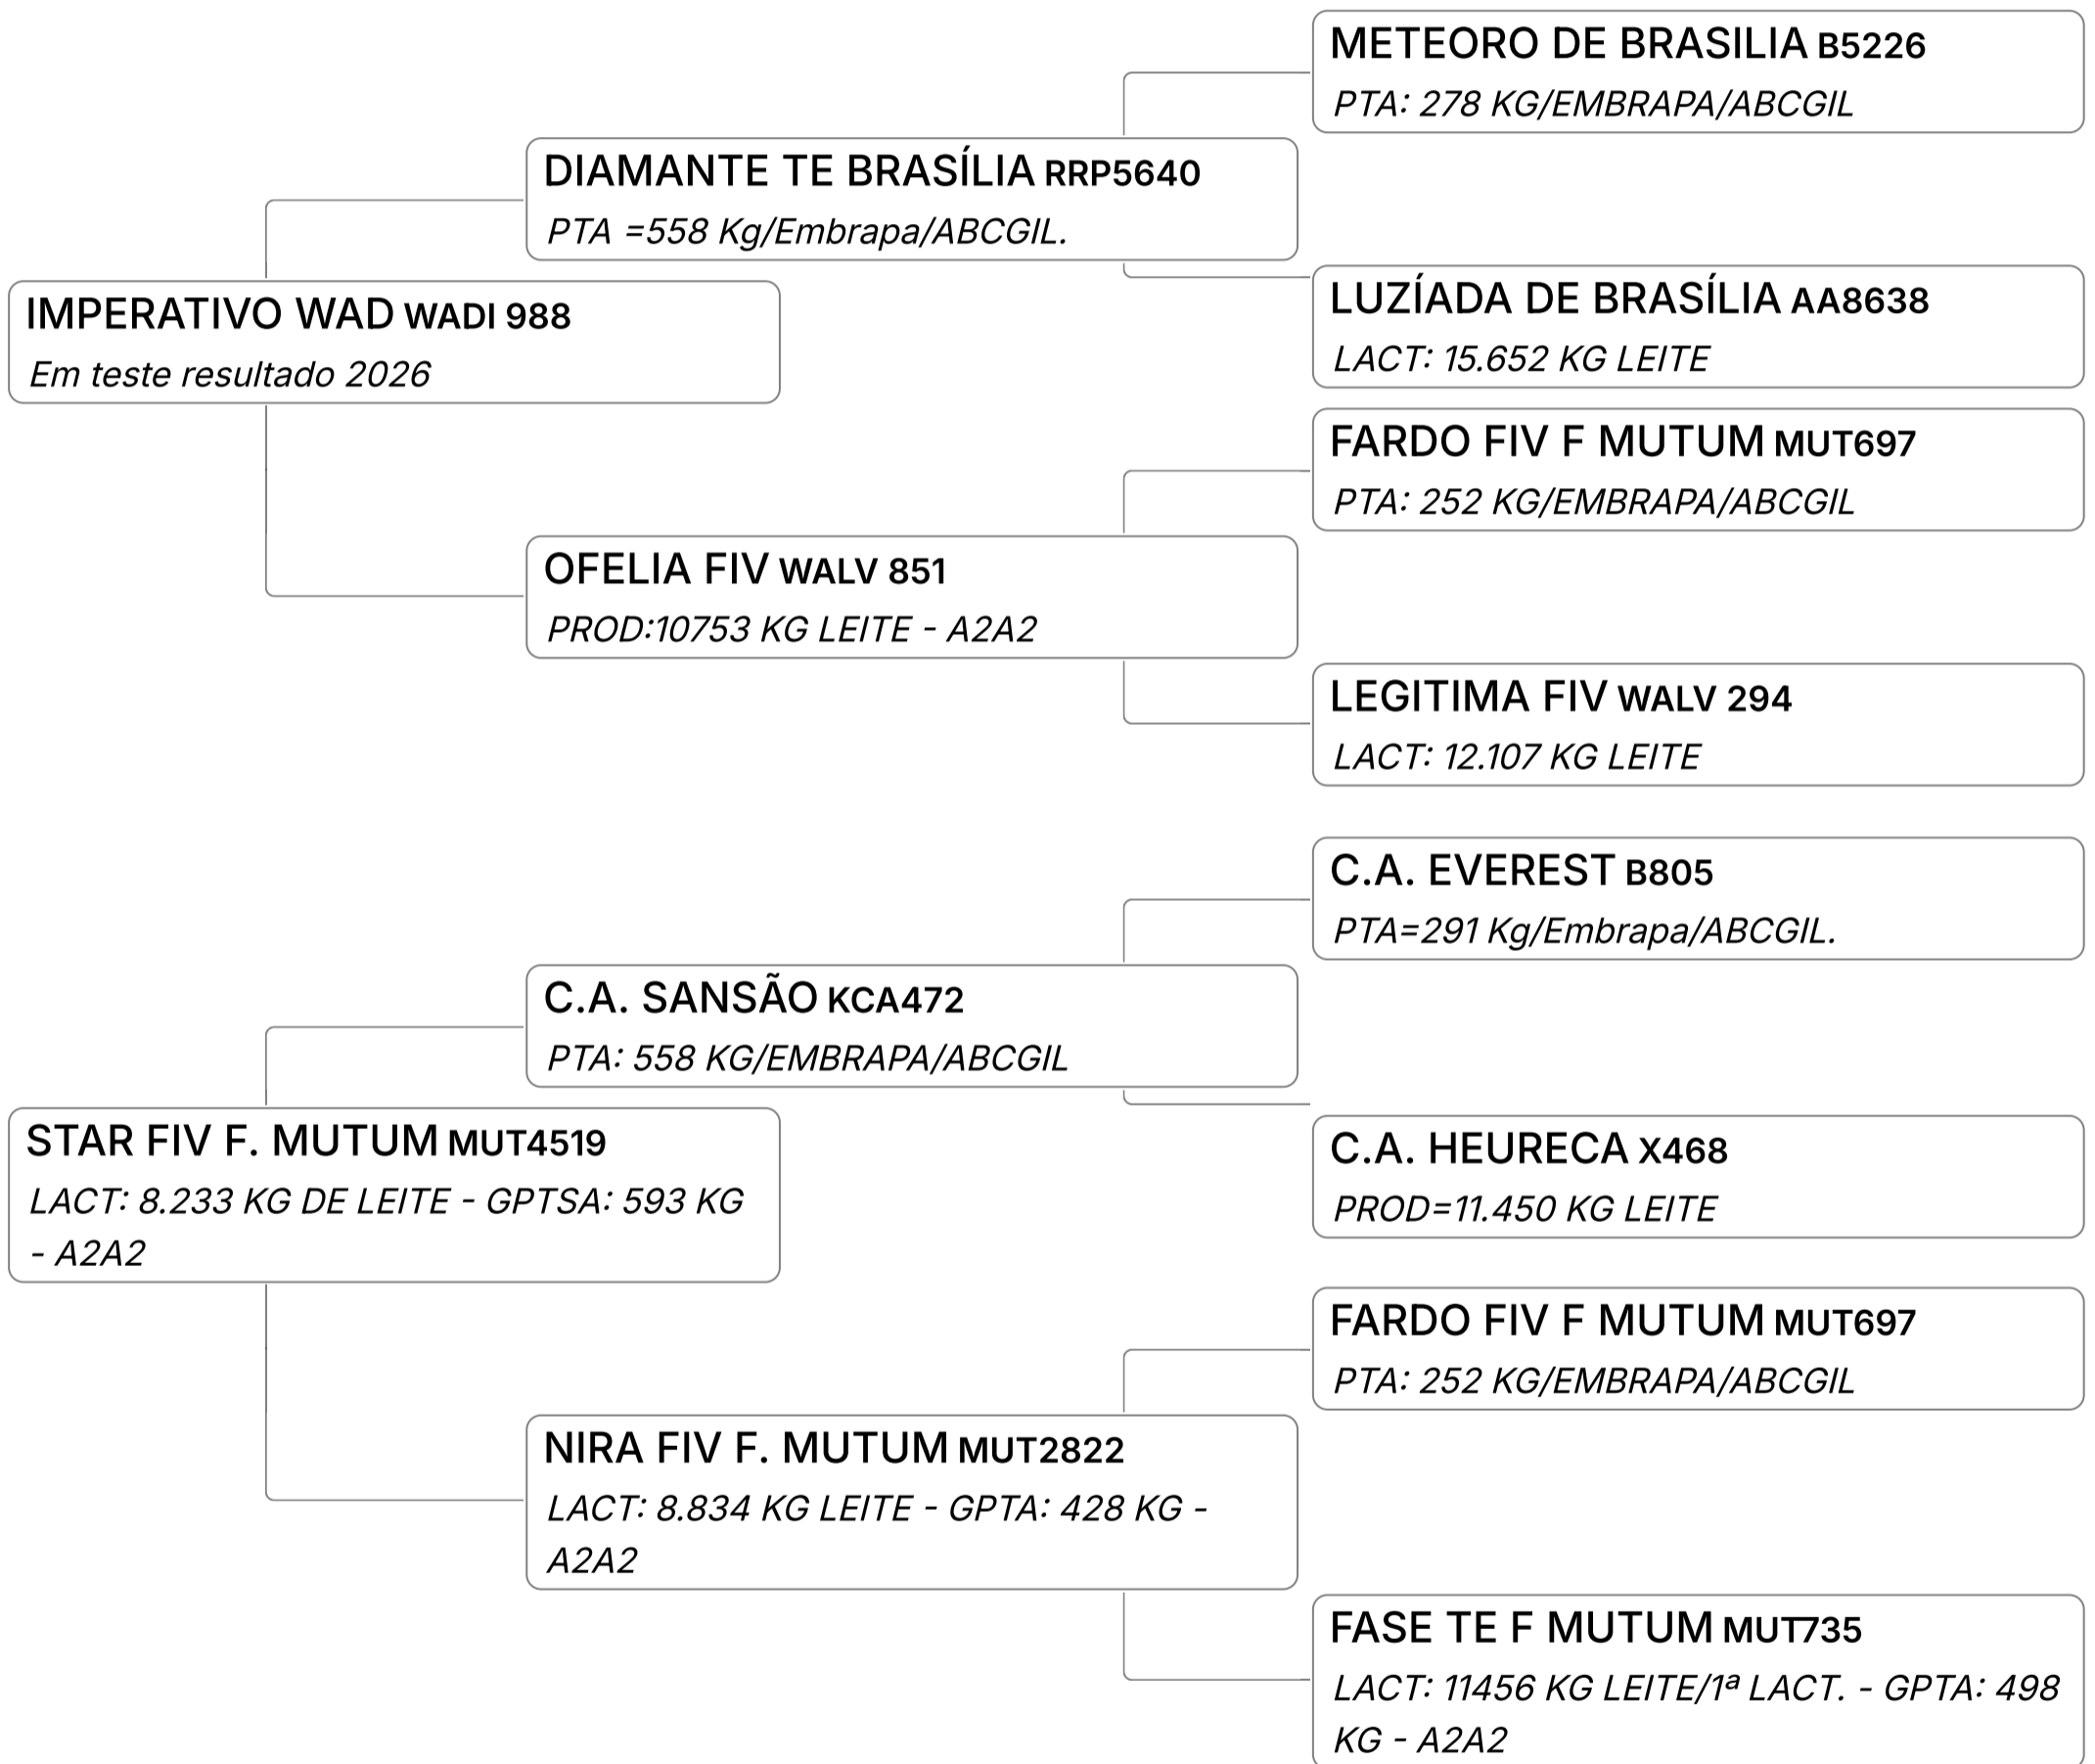 METEORO DE BRASILIA B5226
PTA: 278 KG/EMBRAPA/ABCGIL
DIAMANTE TE BRASÍLIA RRP5640
PTA =558 Kg/Embrapa/ABCGIL.
LUZÍADA DE BRASÍLIA AA8638
LACT: 15.652 KG LEITE
IMPERATIVO WAD WADI 988
Em teste resultado 2026
FARDO FIV F MUTUM MUT697
PTA: 252 KG/EMBRAPA/ABCGIL
OFELIA FIV WALV 851
PROD:10753 KG LEITE - A2A2
LEGITIMA FIV WALV 294
LACT: 12.107 KG LEITE
C.A. EVEREST B805
PTA=291 Kg/Embrapa/ABCGIL.
C.A. SANSÃO KCA472
PTA: 558 KG/EMBRAPA/ABCGIL
C.A. HEURECA X468
PROD=11.450 KG LEITE
STAR FIV F. MUTUM MUT4519
LACT: 8.233 KG DE LEITE - GPTSA: 593 KG
- A2A2
FARDO FIV F MUTUM MUT697
PTA: 252 KG/EMBRAPA/ABCGIL
NIRA FIV F. MUTUM MUT2822
LACT: 8.834 KG LEITE - GPTA: 428 KG -
A2A2
FASE TE F MUTUM MUT735
LACT: 11456 KG LEITE/1ª LACT. - GPTA: 498
KG - A2A2